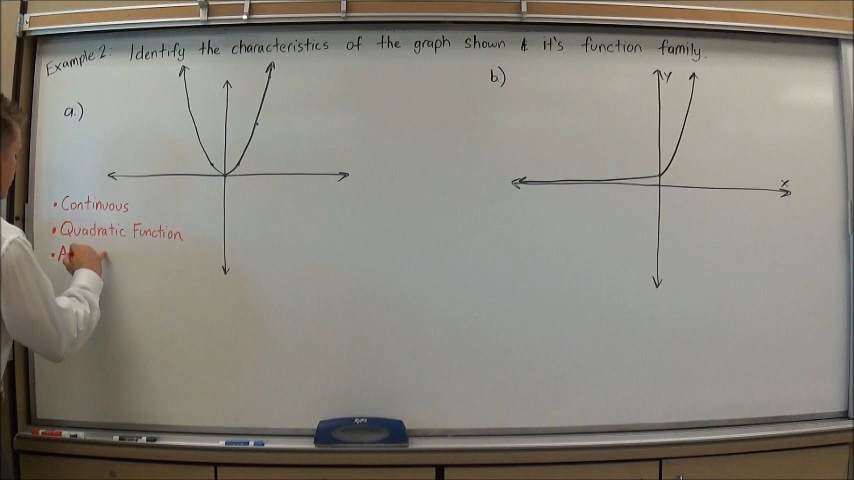 Example 2: Identify the characteristics of the graph shown & it's function family.
a.)
b.)
y
x
• Continuous
• Quadratic Function
• A